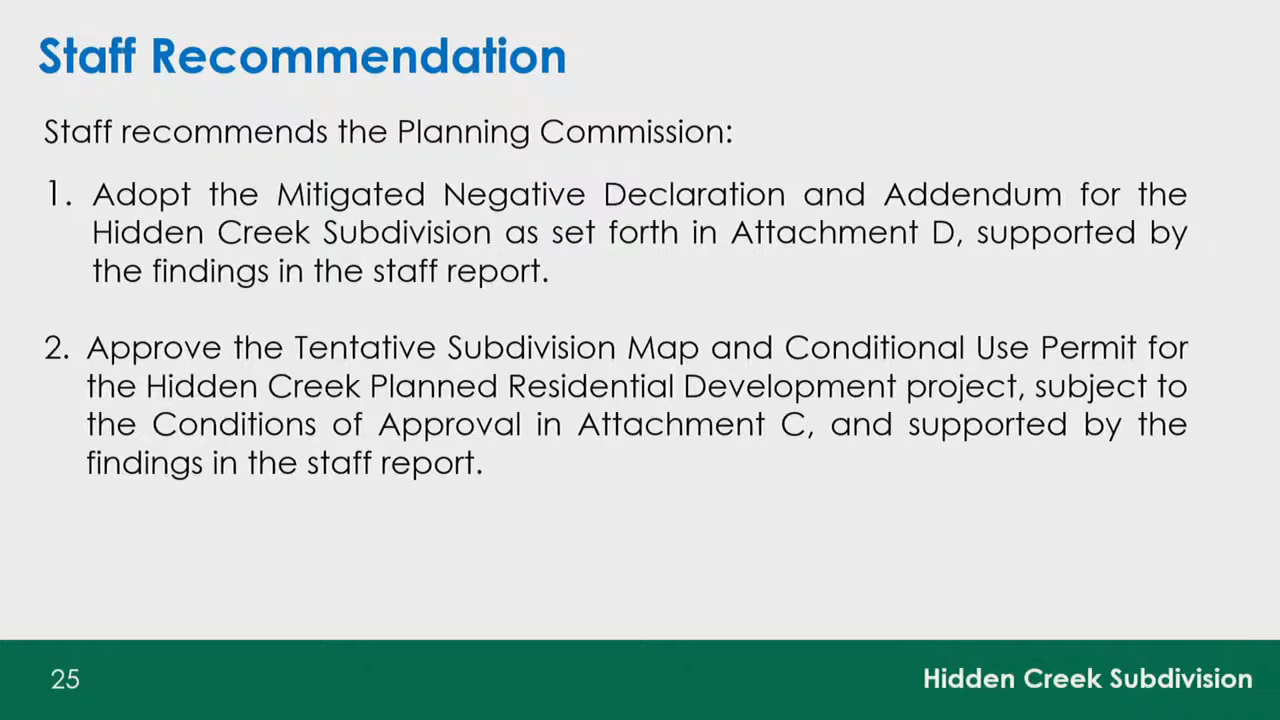 Staff Recommendation
Staff recommends the Planning Commission:
1. Adopt the Mitigated Negative Declaration and Addendum for the
Hidden Creek Subdivision as set forth in Attachment D, supported by
the findings in the staff report.
2. Approve the Tentative Subdivision Map and Conditional Use Permit for
the Hidden Creek Planned Residential Development project, subject to
the Conditions of Approval in Attachment C, and supported by the
findings in the staff report.
25
Hidden Creek Subdivision